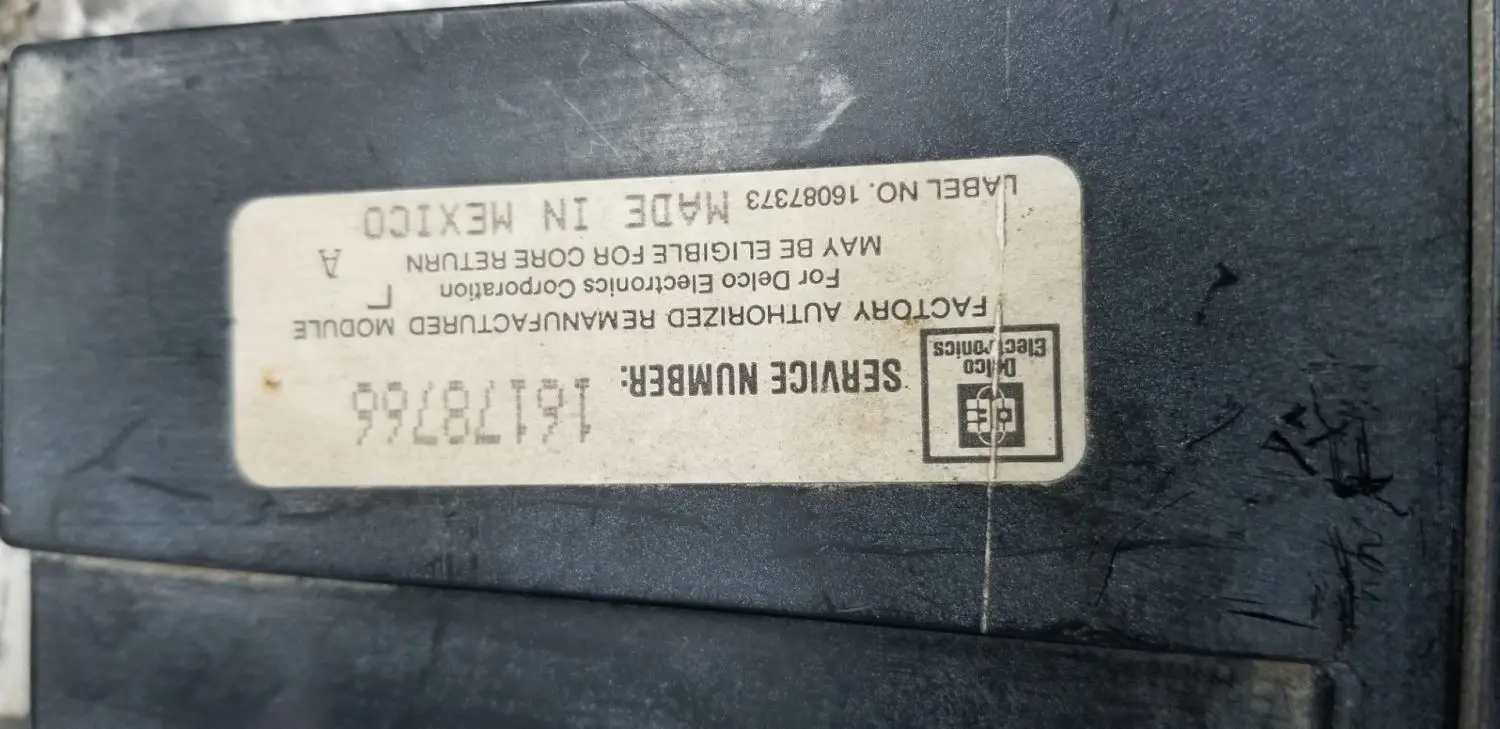 Delco
Electronics
SERVICE NUMBER: 16178766
FACTORY AUTHORIZED REMANUFACTURED MODULE
For Delco Electronics Corporation L
MAY BE ELIGIBLE FOR CORE RETURN A
LABEL NO. 16087373 MADE IN MEXICO